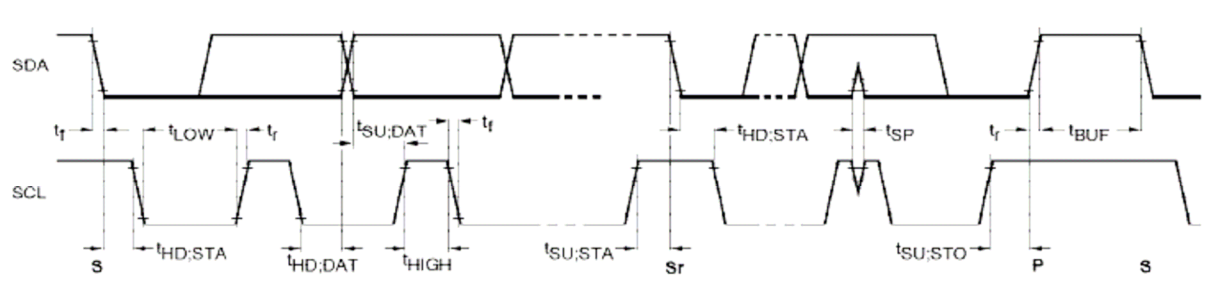 SDA
tf tLOW tr tSU;DAT tf tHD;STA tSP tr tBUF
SCL
tHD;STA tHD;DAT tHIGH tSU;STA tSU;STO
S Sr P S